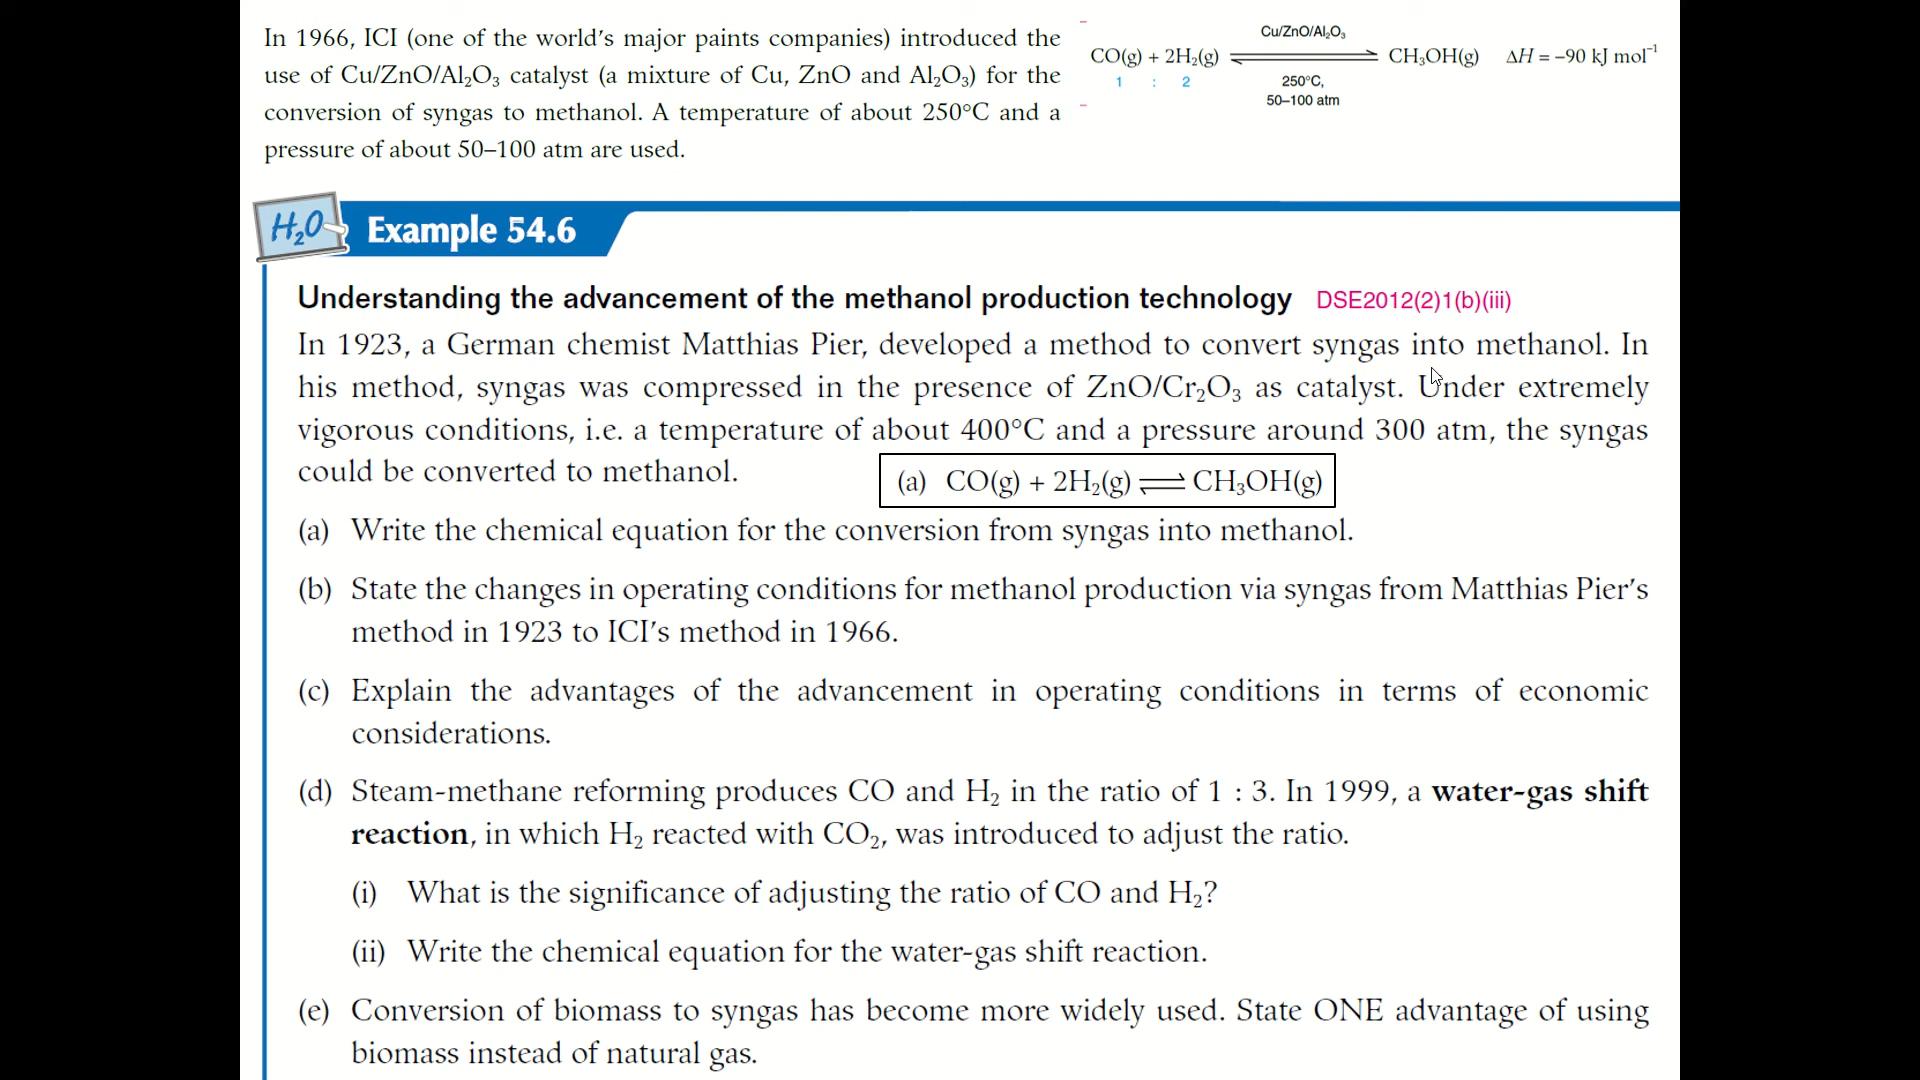 In 1966, ICI (one of the world's major paints companies) introduced the
use of Cu/ZnO/Al₂O₃ catalyst (a mixture of Cu, ZnO and Al₂O₃) for the
conversion of syngas to methanol. A temperature of about 250°C and a
pressure of about 50–100 atm are used.
Cu/ZnO/Al₂O₃
CO(g) + 2H₂(g) ⇌ CH₃OH(g) ΔH = –90 kJ mol⁻¹
1 : 2
250°C,
50–100 atm
H₂O
Example 54.6
Understanding the advancement of the methanol production technology DSE2012(2)1(b)(iii)
In 1923, a German chemist Matthias Pier, developed a method to convert syngas into methanol. In
his method, syngas was compressed in the presence of ZnO/Cr₂O₃ as catalyst. Under extremely
vigorous conditions, i.e. a temperature of about 400°C and a pressure around 300 atm, the syngas
could be converted to methanol.
(a) CO(g) + 2H₂(g) ⇌ CH₃OH(g)
(a) Write the chemical equation for the conversion from syngas into methanol.
(b) State the changes in operating conditions for methanol production via syngas from Matthias Pier's
method in 1923 to ICI's method in 1966.
(c) Explain the advantages of the advancement in operating conditions in terms of economic
considerations.
(d) Steam-methane reforming produces CO and H₂ in the ratio of 1 : 3. In 1999, a water-gas shift
reaction, in which H₂ reacted with CO₂, was introduced to adjust the ratio.
(i) What is the significance of adjusting the ratio of CO and H₂?
(ii) Write the chemical equation for the water-gas shift reaction.
(e) Conversion of biomass to syngas has become more widely used. State ONE advantage of using
biomass instead of natural gas.